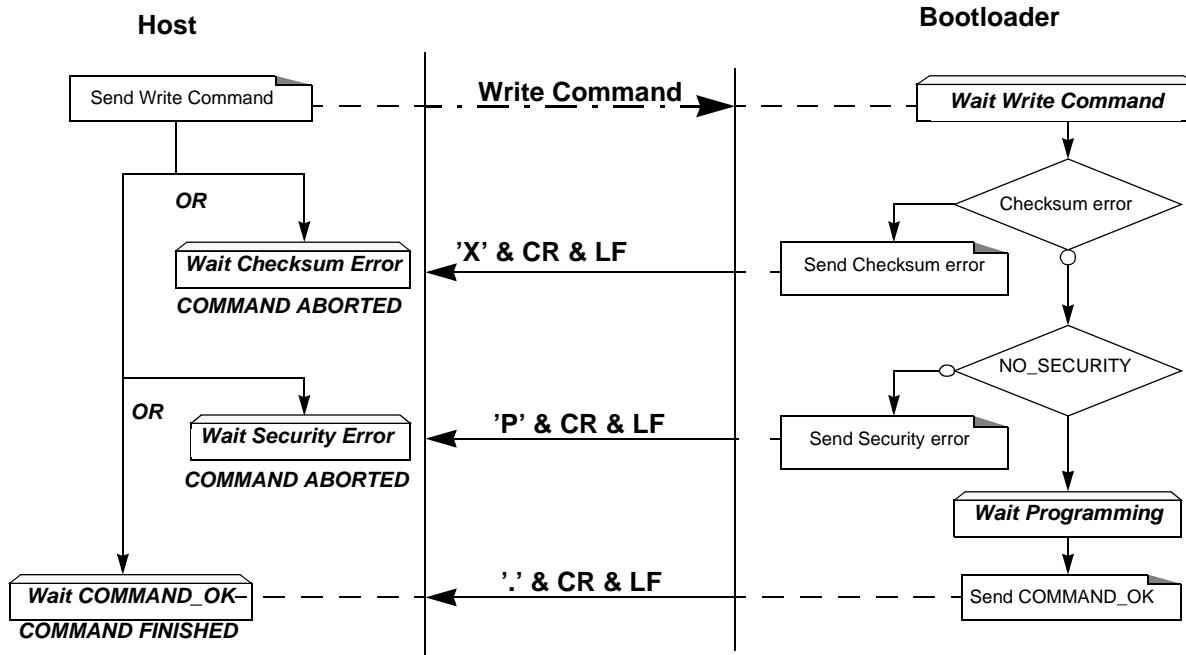 Host
Bootloader
Send Write Command
Write Command
Wait Write Command
OR
Checksum error
Wait Checksum Error
'X' & CR & LF
Send Checksum error
COMMAND ABORTED
NO_SECURITY
OR
Wait Security Error
'P' & CR & LF
Send Security error
COMMAND ABORTED
Wait Programming
Wait COMMAND_OK
'.' & CR & LF
Send COMMAND_OK
COMMAND FINISHED